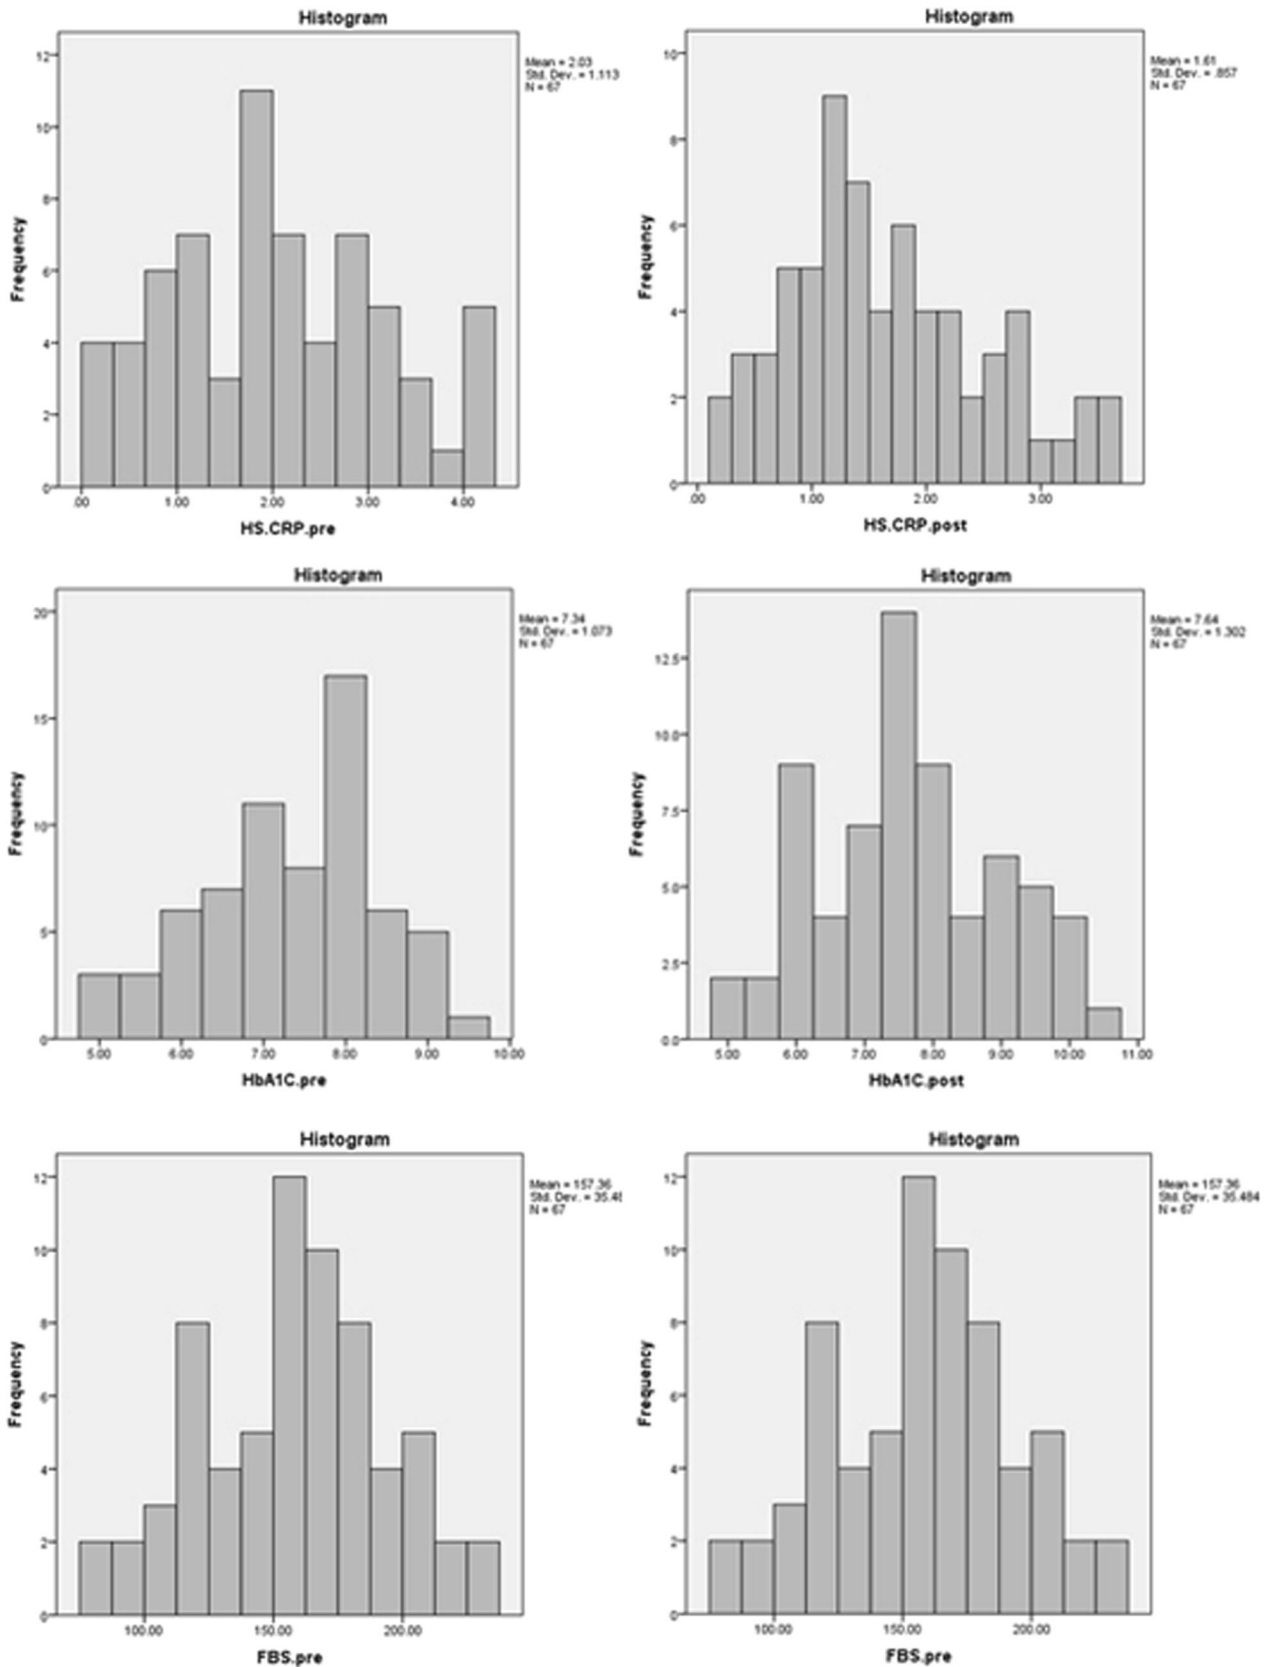 Histogram
Mean = 2.03
Std. Dev. = 1.113
N = 67
12
10
8
6
4
2
0
Frequency
.00 1.00 2.00 3.00 4.00
HS.CRP.pre
Histogram
Mean = 1.61
Std. Dev. = .857
N = 67
10
8
6
4
2
0
Frequency
.00 1.00 2.00 3.00
HS.CRP.post
Histogram
Mean = 7.34
Std. Dev. = 1.073
N = 67
20
15
10
5
0
Frequency
5.00 6.00 7.00 8.00 9.00 10.00
HbA1C.pre
Histogram
Mean = 7.64
Std. Dev. = 1.302
N = 67
12.5
10.0
7.5
5.0
2.5
0.0
Frequency
5.00 6.00 7.00 8.00 9.00 10.00 11.00
HbA1C.post
Histogram
Mean = 157.36
Std. Dev. = 35.48
N = 67
12
10
8
6
4
2
0
Frequency
100.00 150.00 200.00
FBS.pre
Histogram
Mean = 157.36
Std. Dev. = 35.484
N = 67
12
10
8
6
4
2
0
Frequency
100.00 150.00 200.00
FBS.pre